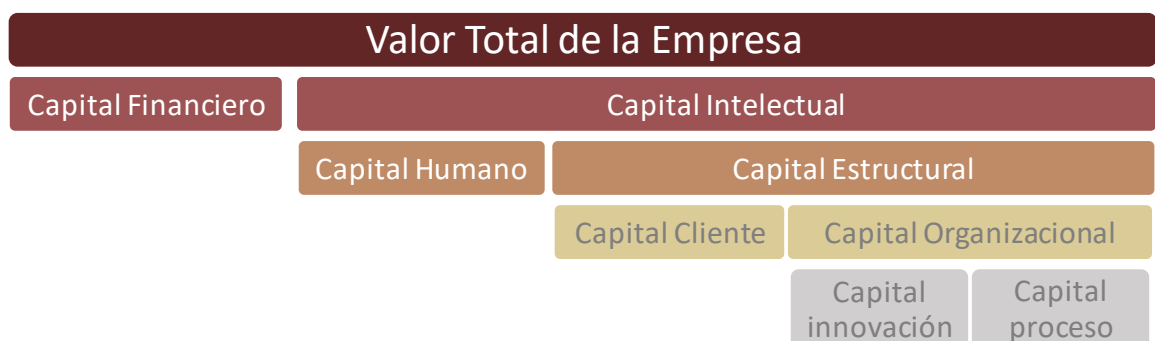 Valor Total de la Empresa
Capital Financiero
Capital Intelectual
Capital Humano
Capital Estructural
Capital Cliente
Capital Organizacional
Capital
innovación
Capital
proceso